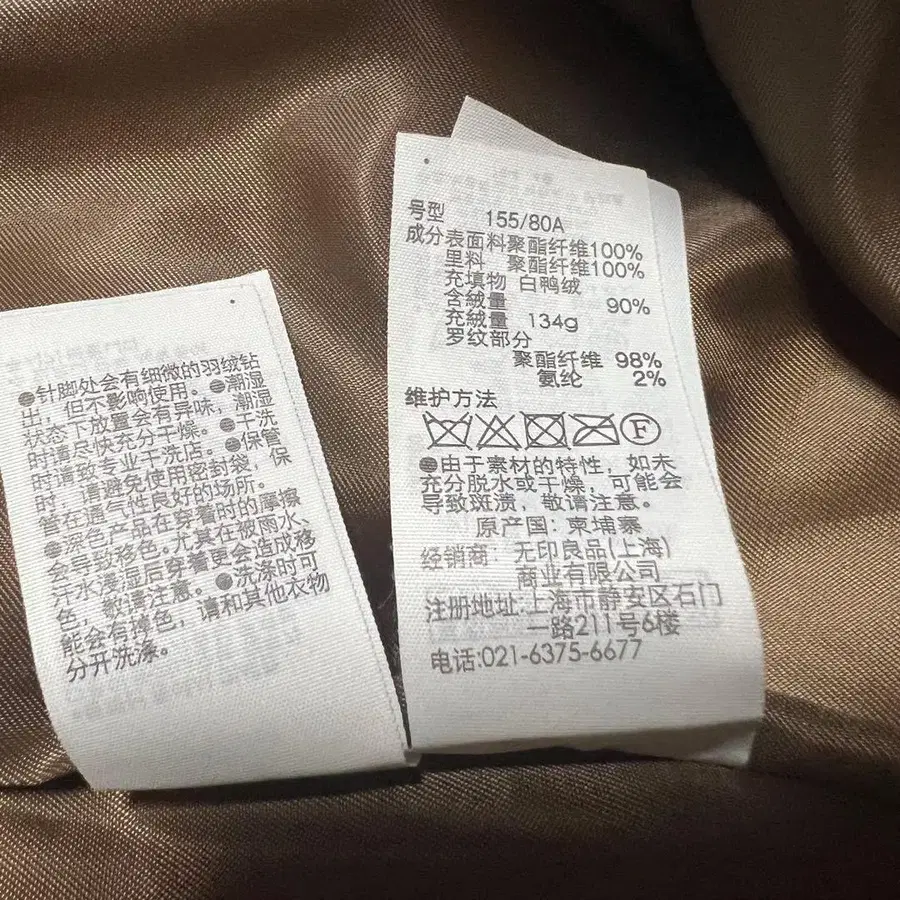 ●针脚处会有细微的羽绒钻
出，但不影响使用。●潮湿
状态下放置会有异味，潮湿
时请尽快充分干燥。●干洗
时请致专业干洗店。●保管
时，请避免使用密封袋，保
管在通气性良好的场所。
●深色产品在穿着时的摩擦
会导致移色。尤其在被雨水、
汗水浸湿后穿着更会造成移
色，敬请注意。●洗涤时可
能会有掉色，请和其他衣物
分开洗涤。
号型 155/80A
成分表面料聚酯纤维100%
里料 聚酯纤维100%
充填物 白鸭绒
含絨量 90%
充絨量 134g
罗纹部分
聚酯纤维 98%
氨纶 2%
维护方法
F
●由于素材的特性，如未
充分脱水或干燥，可能会
导致斑渍，敬请注意。
原产国：柬埔寨
经销商：无印良品(上海)
商业有限公司
注册地址:上海市静安区石门
一路211号6楼
电话:021-6375-6677